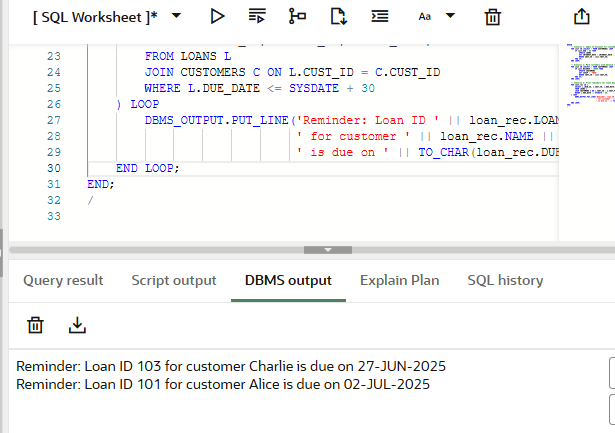 [ SQL Worksheet ]*
Aa
23 FROM LOANS L
24 JOIN CUSTOMERS C ON L.CUST_ID = C.CUST_ID
25 WHERE L.DUE_DATE <= SYSDATE + 30
26 ) LOOP
27 DBMS_OUTPUT.PUT_LINE('Reminder: Loan ID ' || loan_rec.LOAN
28 ' for customer ' || loan_rec.NAME ||
29 ' is due on ' || TO_CHAR(loan_rec.DUE
30 END LOOP;
31 END;
32 /
33
Query result Script output DBMS output Explain Plan SQL history
Reminder: Loan ID 103 for customer Charlie is due on 27-JUN-2025
Reminder: Loan ID 101 for customer Alice is due on 02-JUL-2025